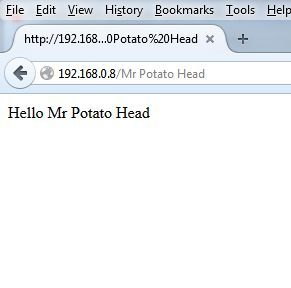 File Edit View History Bookmarks Tools Help
http://192.168...0Potato%20Head
192.168.0.8/Mr Potato Head
Hello Mr Potato Head